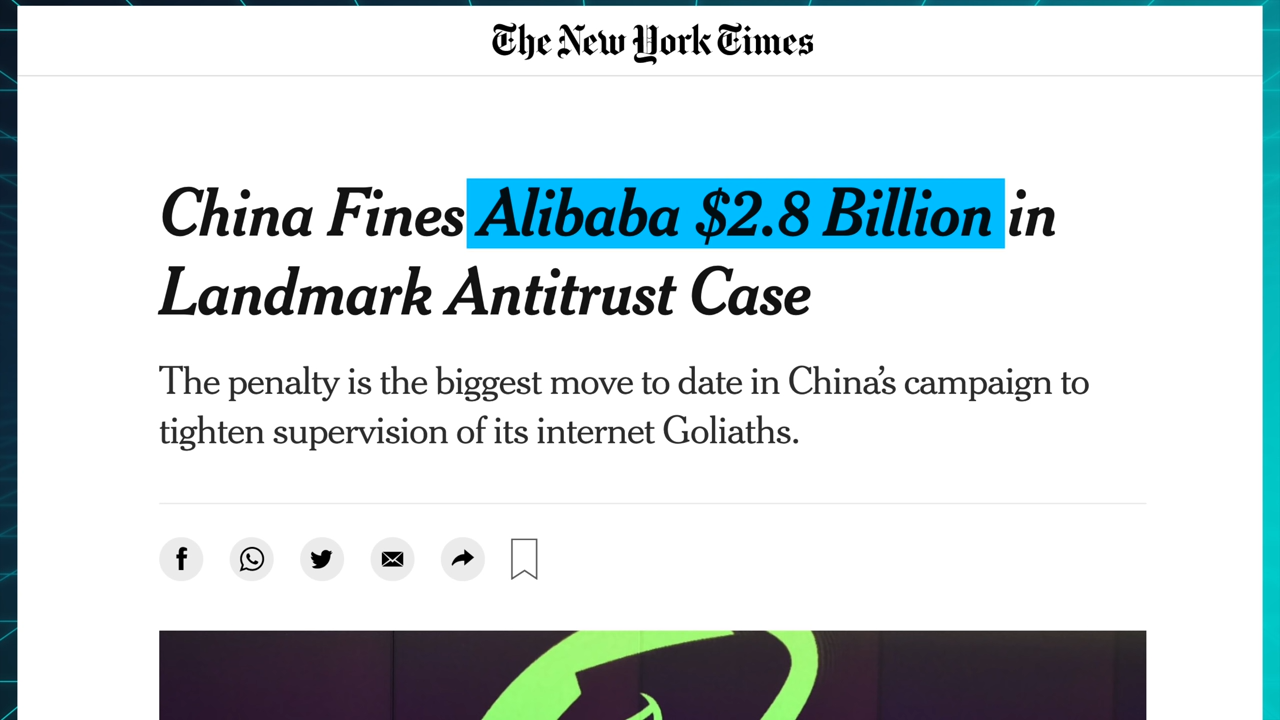 The New York Times
China Fines Alibaba $2.8 Billion in
Landmark Antitrust Case
The penalty is the biggest move to date in China’s campaign to
tighten supervision of its internet Goliaths.